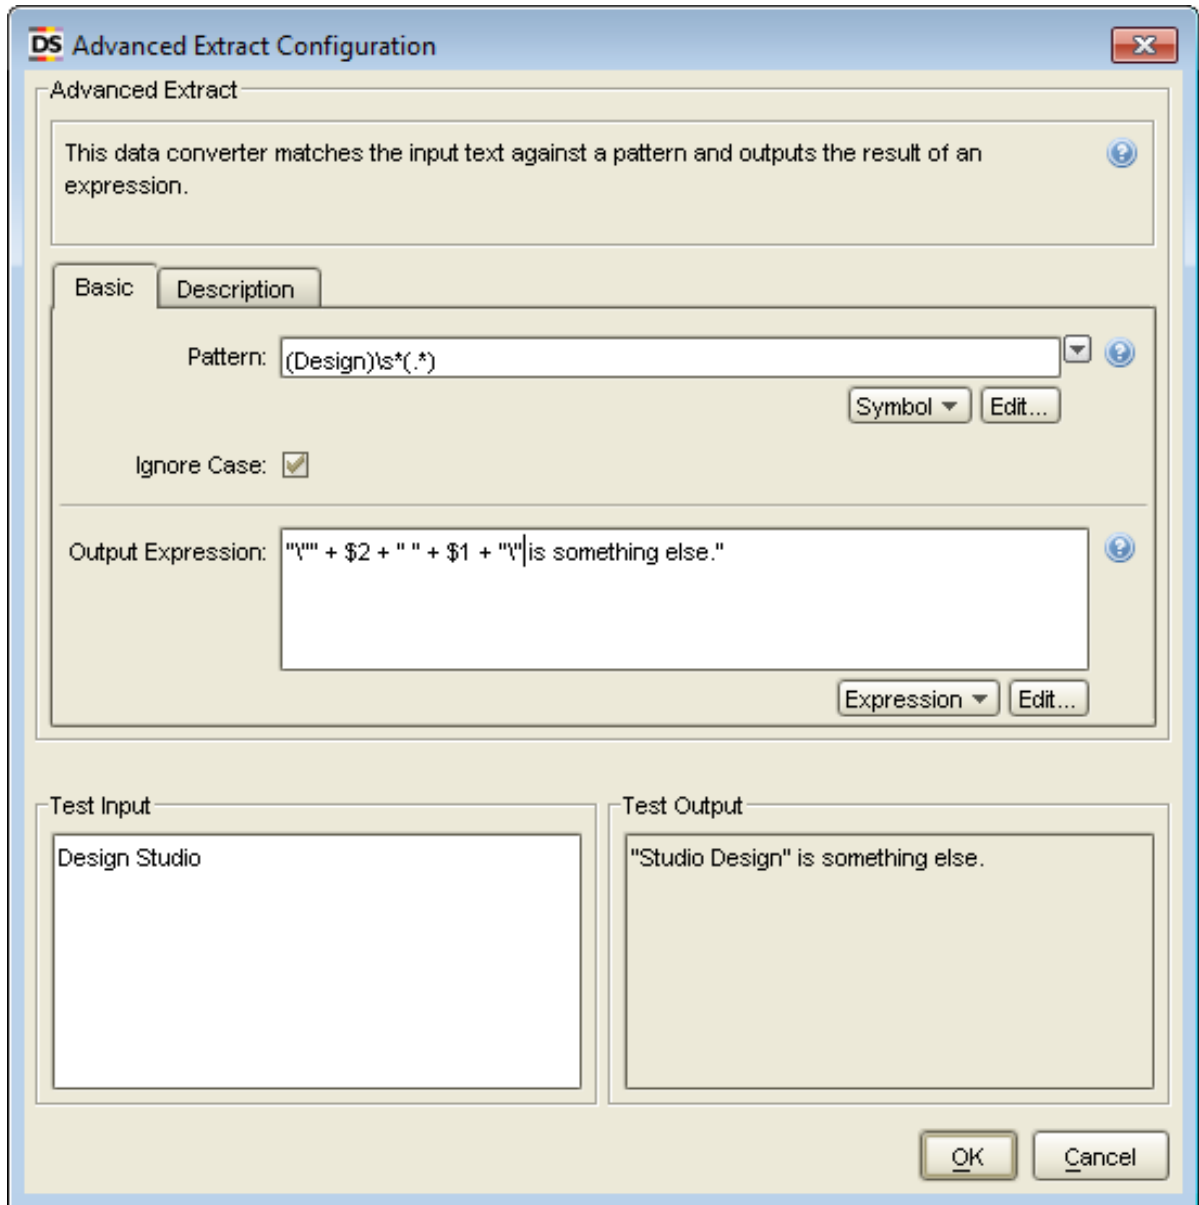 DS Advanced Extract Configuration
Advanced Extract
This data converter matches the input text against a pattern and outputs the result of an
expression.
Basic Description
Pattern: (Design)\s*(.*)
Symbol Edit...
Ignore Case:
Output Expression: "\"" + $2 + " " + $1 + "\" is something else."
Expression Edit...
Test Input Test Output
Design Studio "Studio Design" is something else.
OK Cancel